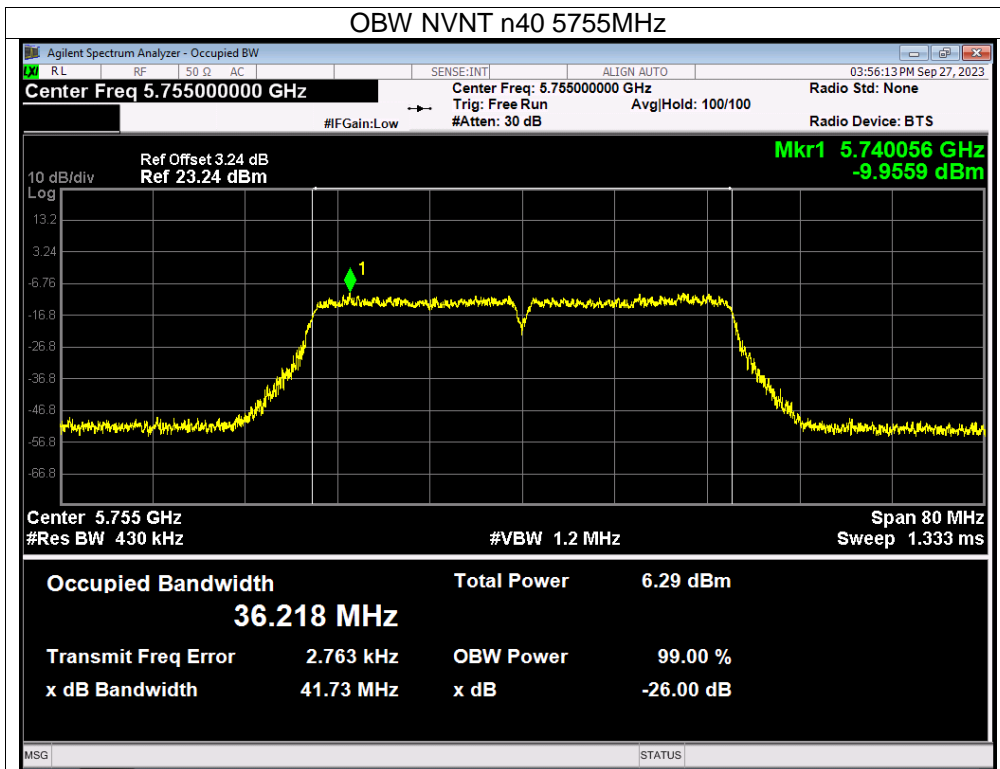 OBW NVNT n40 5755MHz
Agilent Spectrum Analyzer - Occupied BW
LXI RL RF 50 Ω AC SENSE:INT ALIGN AUTO 03:56:13 PM Sep 27, 2023
Center Freq 5.755000000 GHz Center Freq: 5.755000000 GHz Radio Std: None
Trig: Free Run Avg|Hold: 100/100
#IFGain:Low #Atten: 30 dB Radio Device: BTS
Mkr1 5.740056 GHz
-9.9559 dBm
Ref Offset 3.24 dB
10 dB/div Ref 23.24 dBm
Log
13.2
3.24
1
-6.76
-16.8
-26.8
-36.8
-46.8
-56.8
-66.8
Center 5.755 GHz Span 80 MHz
#Res BW 430 kHz #VBW 1.2 MHz Sweep 1.333 ms
Occupied Bandwidth Total Power 6.29 dBm
36.218 MHz
Transmit Freq Error 2.763 kHz OBW Power 99.00 %
x dB Bandwidth 41.73 MHz x dB -26.00 dB
MSG STATUS